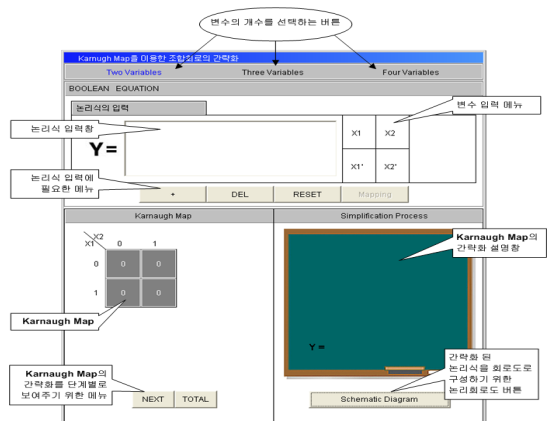 변수의 개수를 선택하는 버튼
Karnugh Map을 이용한 조합회로의 간략화
Two Variables Three Variables Four Variables
BOOLEAN EQUATION
논리식의 입력
변수 입력 메뉴
논리식 입력창
Y=
X1 X2
X1' X2'
논리식 입력에
필요한 메뉴
+ DEL RESET Mapping
Karnaugh Map Simplification Process
X2
X1 0 1
0 0 0
1 0 0
Karnaugh Map의
간략화 설명창
Karnaugh Map
Y =
Karnaugh Map의
간략화를 단계별로
보여주기 위한 메뉴
NEXT TOTAL
간략화 된
논리식을 회로도로
구성하기 위한
논리회로도 버튼
Schematic Diagram